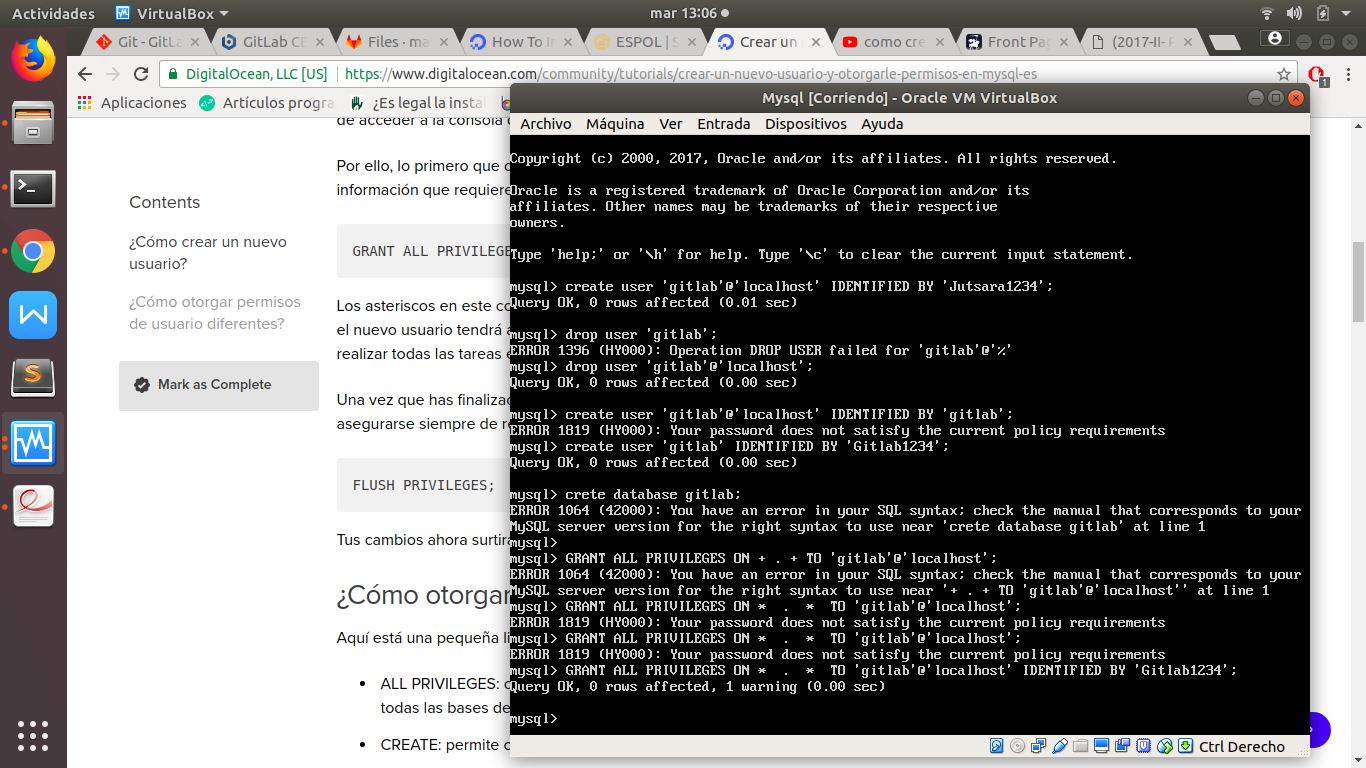 Actividades
VirtualBox
mar 13:06
Git - GitLa
GitLab CE
Files · ma
How To In
ESPOL | S
Crear un
como cre
Front Pag
(2017-II- P
DigitalOcean, LLC [US]
https://www.digitalocean.com/community/tutorials/crear-un-nuevo-usuario-y-otorgarle-permisos-en-mysql-es
1
Aplicaciones
Artículos progra
¿Es legal la insta
de acceder a la consola
Por ello, lo primero que
información que requiere
Contents
¿Cómo crear un nuevo
usuario?
¿Cómo otorgar permisos
de usuario diferentes?
Mark as Complete
GRANT ALL PRIVILEGE
Los asteriscos en este co
el nuevo usuario tendrá a
realizar todas las tareas e
Una vez que has finalizad
asegurarse siempre de re
FLUSH PRIVILEGES;
Tus cambios ahora surtira
¿Cómo otorgar
Aquí está una pequeña li
ALL PRIVILEGES: c
todas las bases de
CREATE: permite c
Mysql [Corriendo] - Oracle VM VirtualBox
Archivo Máquina Ver Entrada Dispositivos Ayuda
Copyright (c) 2000, 2017, Oracle and/or its affiliates. All rights reserved.
Oracle is a registered trademark of Oracle Corporation and/or its
affiliates. Other names may be trademarks of their respective
owners.
Type 'help;' or '\h' for help. Type '\c' to clear the current input statement.
mysql> create user 'gitlab'@'localhost' IDENTIFIED BY 'Jutsara1234';
Query OK, 0 rows affected (0.01 sec)
mysql> drop user 'gitlab';
ERROR 1396 (HY000): Operation DROP USER failed for 'gitlab'@'%'
mysql> drop user 'gitlab'@'localhost';
Query OK, 0 rows affected (0.00 sec)
mysql> create user 'gitlab'@'localhost' IDENTIFIED BY 'gitlab';
ERROR 1819 (HY000): Your password does not satisfy the current policy requirements
mysql> create user 'gitlab' IDENTIFIED BY 'Gitlab1234';
Query OK, 0 rows affected (0.00 sec)
mysql> crete database gitlab;
ERROR 1064 (42000): You have an error in your SQL syntax; check the manual that corresponds to your
MySQL server version for the right syntax to use near 'crete database gitlab' at line 1
mysql>
mysql> GRANT ALL PRIVILEGES ON + . + TO 'gitlab'@'localhost';
ERROR 1064 (42000): You have an error in your SQL syntax; check the manual that corresponds to your
MySQL server version for the right syntax to use near '+ . + TO 'gitlab'@'localhost'' at line 1
mysql> GRANT ALL PRIVILEGES ON *  .  *  TO 'gitlab'@'localhost';
ERROR 1819 (HY000): Your password does not satisfy the current policy requirements
mysql> GRANT ALL PRIVILEGES ON *  .  *  TO 'gitlab'@'localhost';
ERROR 1819 (HY000): Your password does not satisfy the current policy requirements
mysql> GRANT ALL PRIVILEGES ON *  .  *  TO 'gitlab'@'localhost' IDENTIFIED BY 'Gitlab1234';
Query OK, 0 rows affected, 1 warning (0.00 sec)
mysql>
Ctrl Derecho